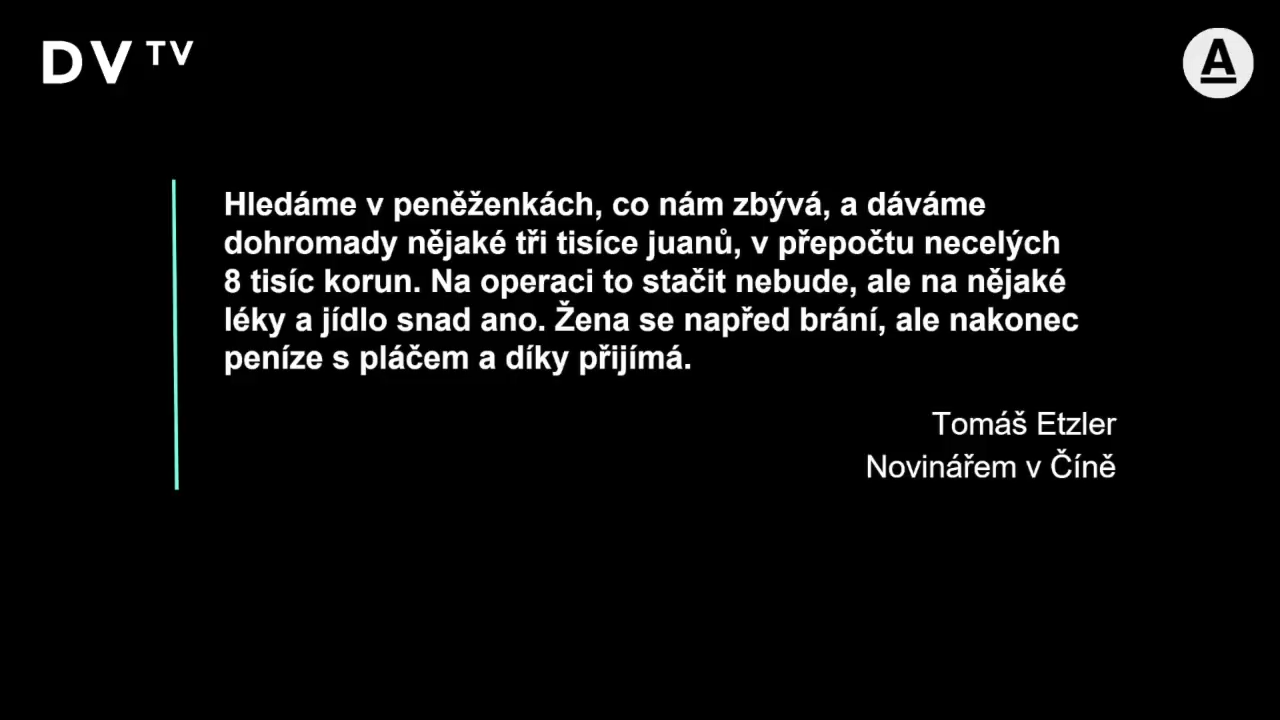 DV TV
A
Hledáme v peněženkách, co nám zbývá, a dáváme
dohromady nějaké tři tisíce juanů, v přepočtu necelých
8 tisíc korun. Na operaci to stačit nebude, ale na nějaké
léky a jídlo snad ano. Žena se napřed brání, ale nakonec
peníze s pláčem a díky přijímá.
Tomáš Etzler
Novinářem v Číně